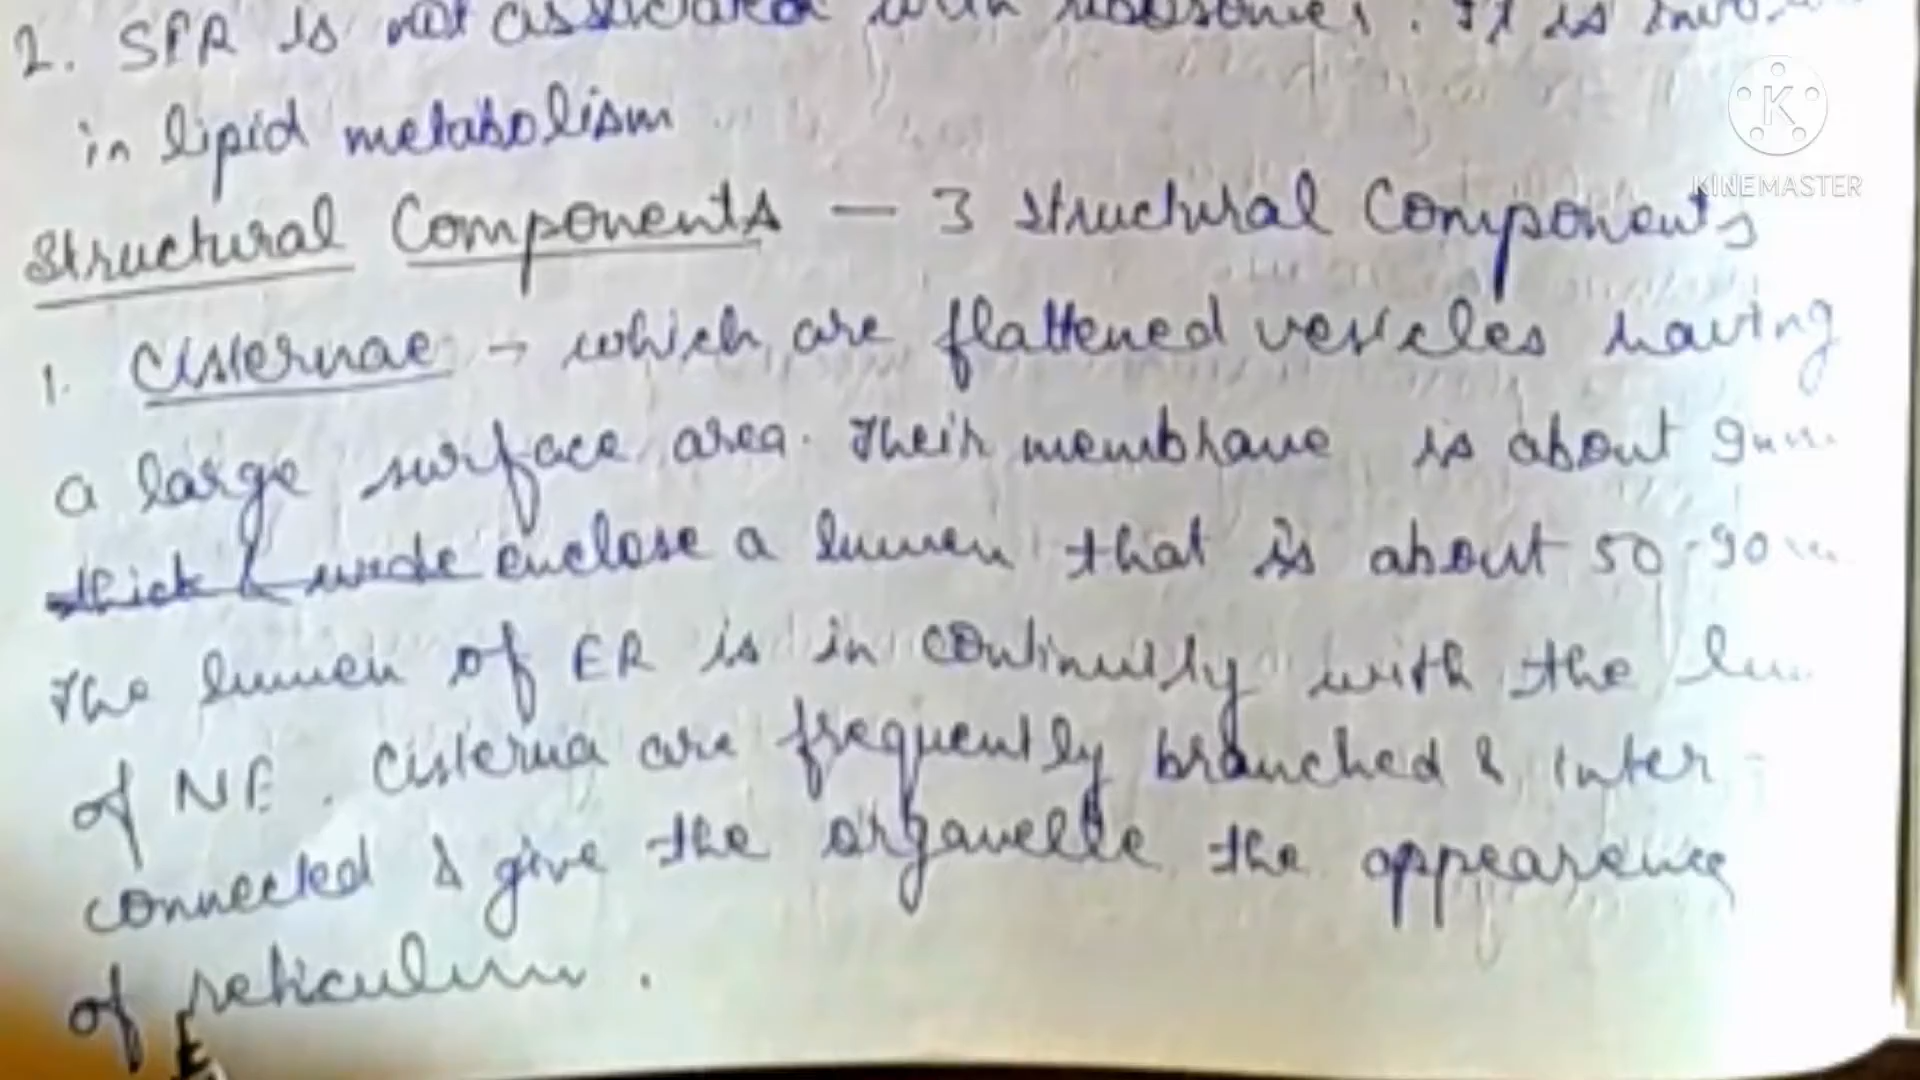 2. SER is not associated with ribosomes. It is
in lipid metabolism
KINEMASTER
Structural Components — 3 structural Components
1. Cisternae → which are flattened vesicles having
a large surface area. Their membrane is about 9nm
thick & wide enclose a lumen that is about 50-90
The lumen of ER is in continuity with the
of NE. Cisterna are frequently branched & inter-
connected & give the organelle the appearence
of reticulum.